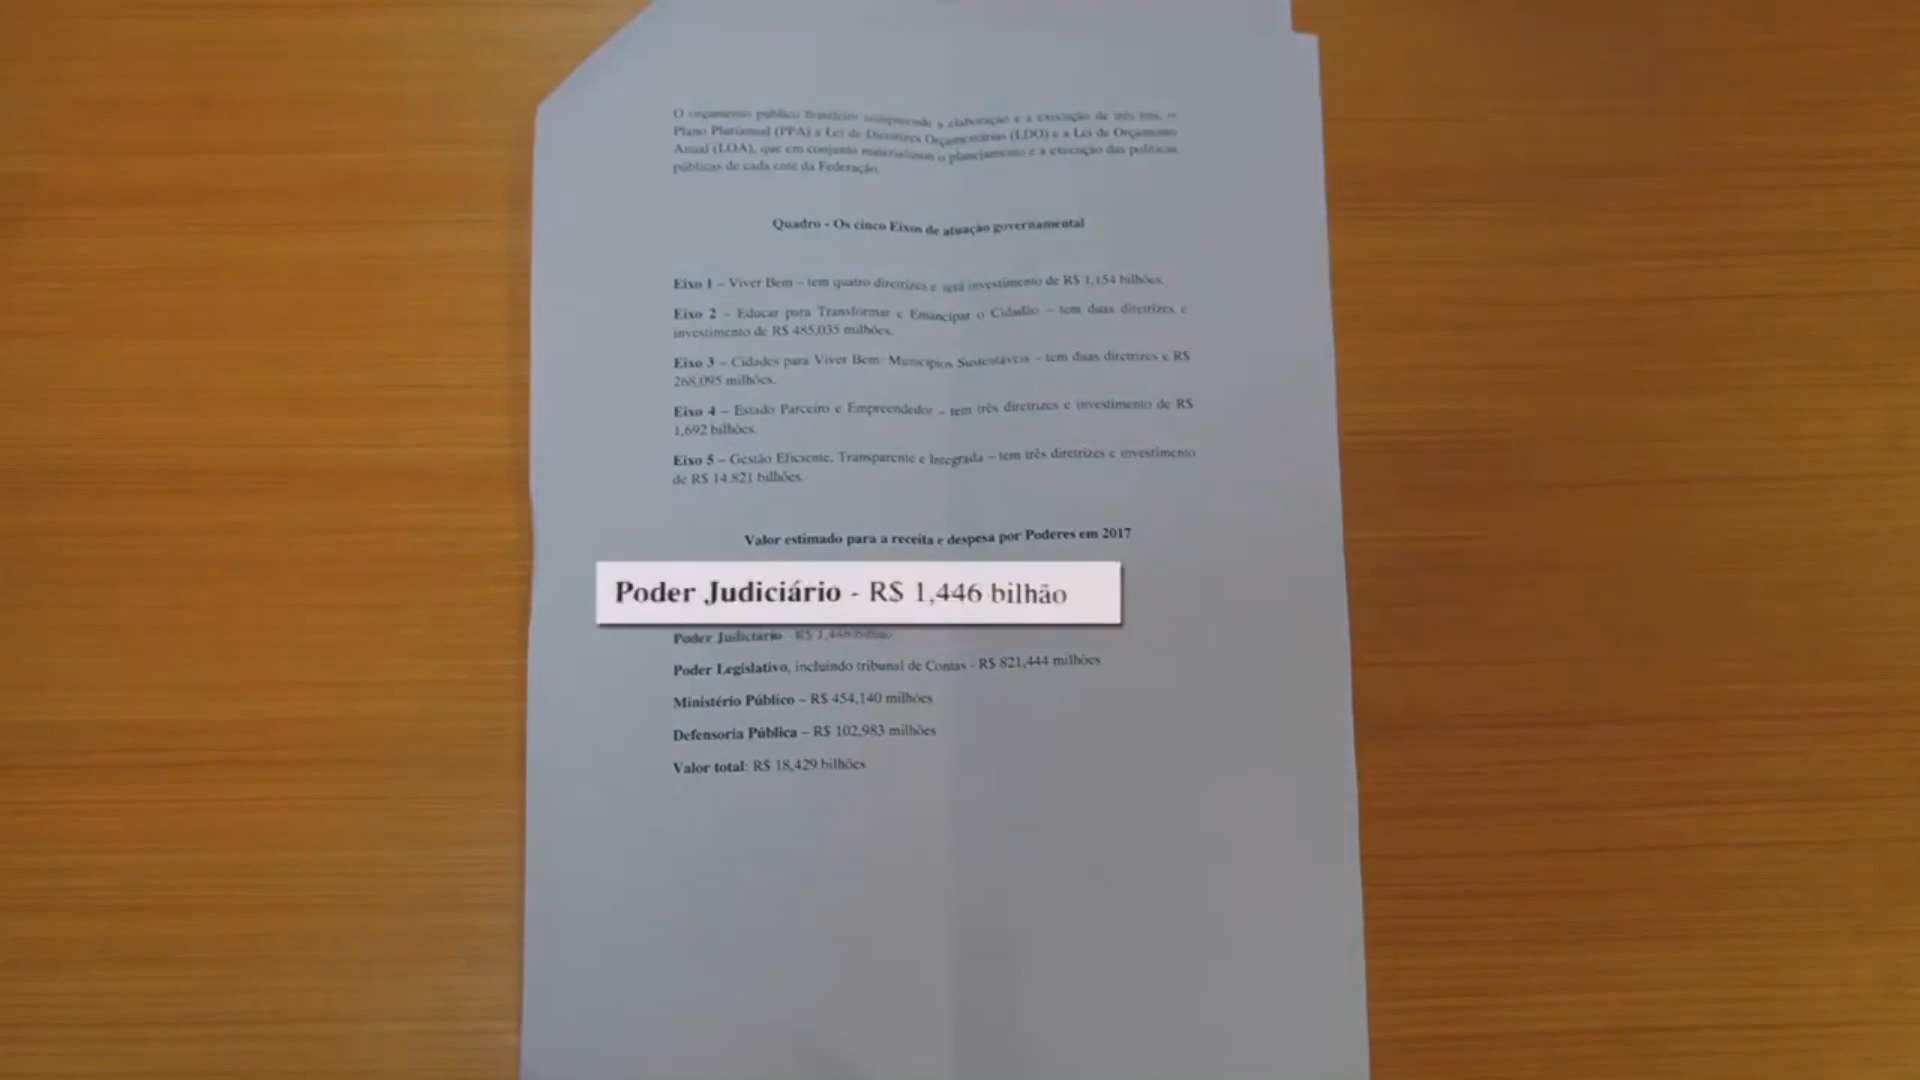 O orçamento público Brasileiro compreende a elaboração e a execução de três leis, o
Plano Plurianual (PPA) a Lei de Diretrizes Orçamentárias (LDO) e a Lei de Orçamento
Anual (LOA), que em conjunto materializam o planejamento e a execução das políticas
públicas de cada ente da Federação.
Quadro - Os cinco Eixos de atuação governamental
Eixo 1 – Viver Bem – tem quatro diretrizes e será investimento de R$ 1,154 bilhões.
Eixo 2 – Educar para Transformar e Emancipar o Cidadão – tem duas diretrizes e
investimento de R$ 485,035 milhões.
Eixo 3 – Cidades para Viver Bem: Municípios Sustentáveis – tem duas diretrizes e R$
268,095 milhões.
Eixo 4 – Estado Parceiro e Empreendedor – tem três diretrizes e investimento de R$
1,692 bilhões.
Eixo 5 – Gestão Eficiente, Transparente e Integrada – tem três diretrizes e investimento
de R$ 14.821 bilhões.
Valor estimado para a receita e despesa por Poderes em 2017
Poder Judiciário - R$ 1,446 bilhão
Poder Judiciário - R$ 1,446 bilhão
Poder Legislativo, incluindo tribunal de Contas - R$ 821,444 milhões
Ministério Público – R$ 454,140 milhões
Defensoria Pública – R$ 102,983 milhões
Valor total: R$ 18,429 bilhões